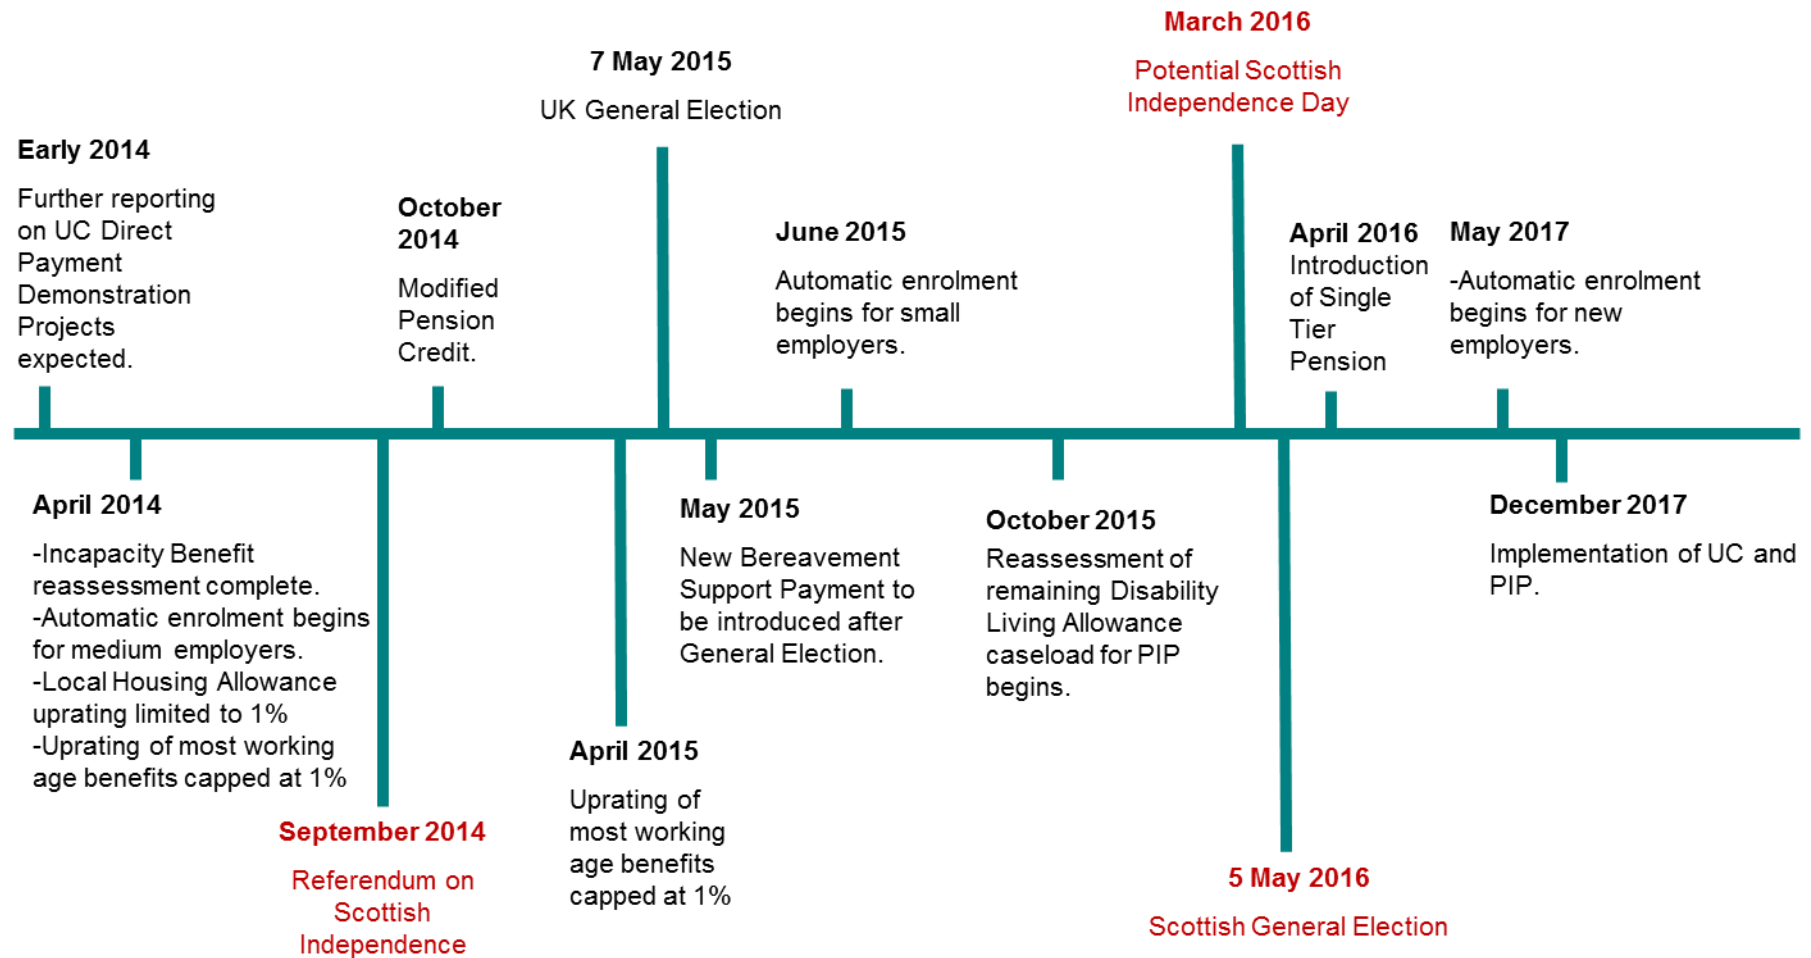 March 2016
Potential Scottish
Independence Day
7 May 2015
UK General Election
Early 2014
Further reporting
on UC Direct
Payment
Demonstration
Projects
expected.
October
2014
Modified
Pension
Credit.
June 2015
Automatic enrolment
begins for small
employers.
April 2016
Introduction
of Single
Tier
Pension
May 2017
-Automatic enrolment
begins for new
employers.
April 2014
-Incapacity Benefit
reassessment complete.
-Automatic enrolment begins
for medium employers.
-Local Housing Allowance
uprating limited to 1%
-Uprating of most working
age benefits capped at 1%
September 2014
Referendum on
Scottish
Independence
April 2015
Uprating of
most working
age benefits
capped at 1%
May 2015
New Bereavement
Support Payment to
be introduced after
General Election.
October 2015
Reassessment of
remaining Disability
Living Allowance
caseload for PIP
begins.
5 May 2016
Scottish General Election
December 2017
Implementation of UC and
PIP.